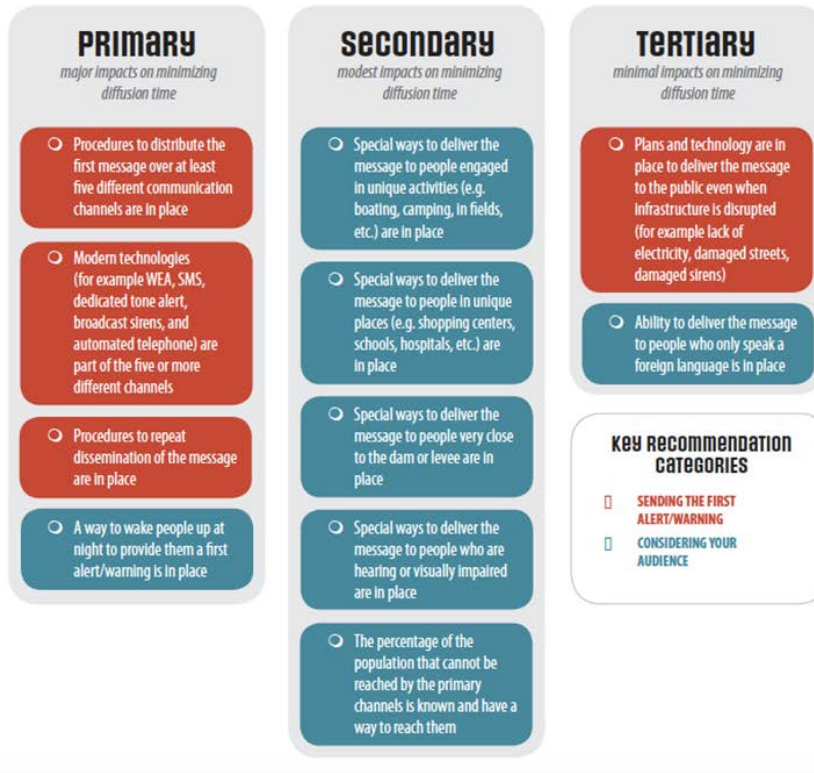 PRIMARY
major impacts on minimizing
diffusion time
Procedures to distribute the
first message over at least
five different communication
channels are in place
Modern technologies
(for example WEA, SMS,
dedicated tone alert,
broadcast sirens, and
automated telephone) are
part of the five or more
different channels
Procedures to repeat
dissemination of the message
are in place
A way to wake people up at
night to provide them a first
alert/warning is in place
SECONDARY
modest impacts on minimizing
diffusion time
Special ways to deliver the
message to people engaged
in unique activities (e.g.
boating, camping, in fields,
etc.) are in place
Special ways to deliver the
message to people in unique
places (e.g. shopping centers,
schools, hospitals, etc.) are
in place
Special ways to deliver the
message to people very close
to the dam or levee are in
place
Special ways to deliver the
message to people who are
hearing or visually impaired
are in place
The percentage of the
population that cannot be
reached by the primary
channels is known and have a
way to reach them
TERTIARY
minimal impacts on minimizing
diffusion time
Plans and technology are in
place to deliver the message
to the public even when
infrastructure is disrupted
(for example lack of
electricity, damaged streets,
damaged sirens)
Ability to deliver the message
to people who only speak a
foreign language is in place
KEY RECOMMENDATION
CATEGORIES
SENDING THE FIRST
ALERT/WARNING
CONSIDERING YOUR
AUDIENCE